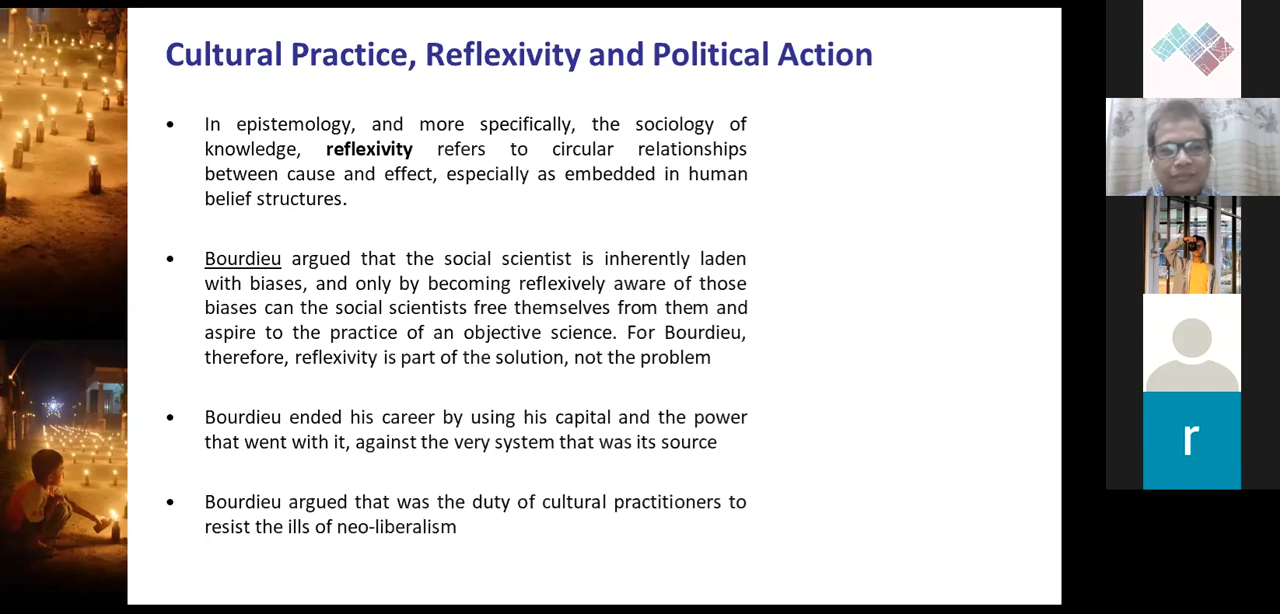 Cultural Practice, Reflexivity and Political Action
• In epistemology, and more specifically, the sociology of
knowledge, reflexivity refers to circular relationships
between cause and effect, especially as embedded in human
belief structures.
• Bourdieu argued that the social scientist is inherently laden
with biases, and only by becoming reflexively aware of those
biases can the social scientists free themselves from them and
aspire to the practice of an objective science. For Bourdieu,
therefore, reflexivity is part of the solution, not the problem
• Bourdieu ended his career by using his capital and the power
that went with it, against the very system that was its source
• Bourdieu argued that was the duty of cultural practitioners to
resist the ills of neo-liberalism
r